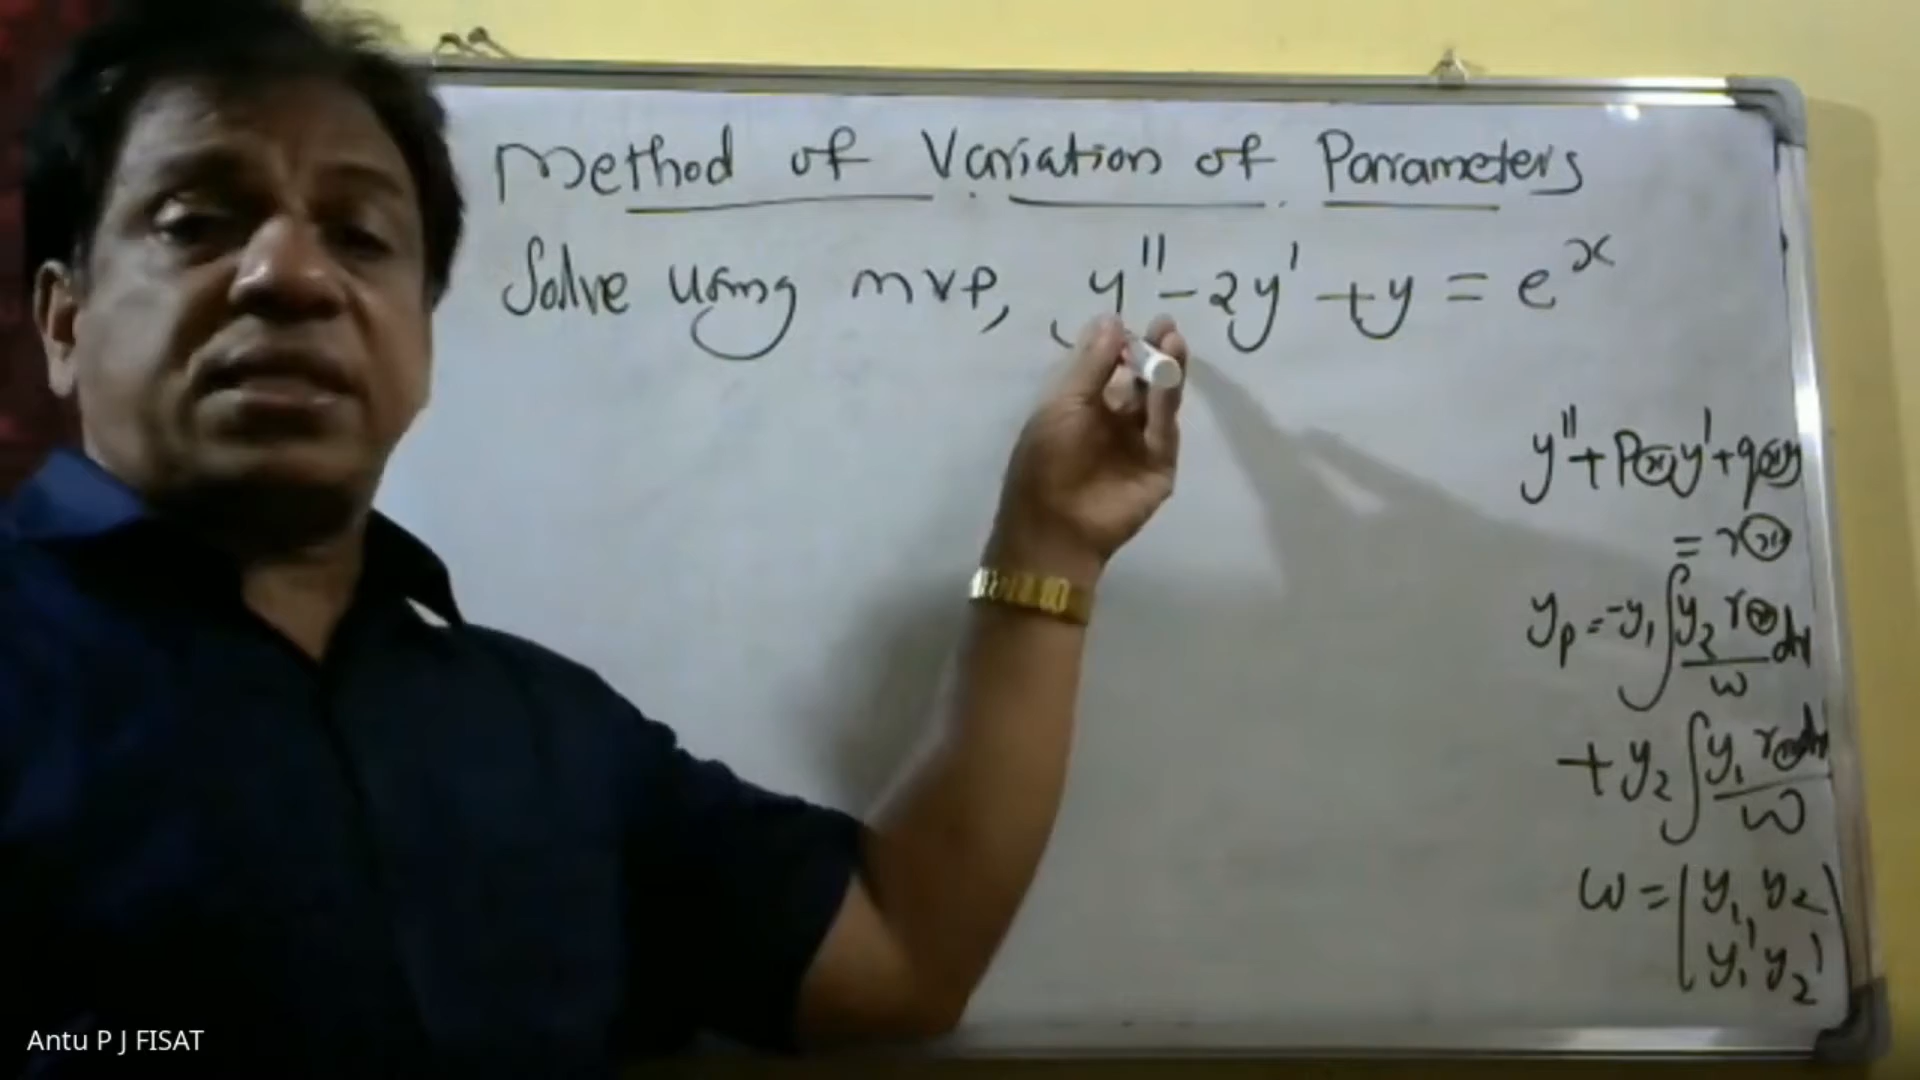 Method of Variation of Parameters
Solve using mvp, y'' - 2y' + y = e^x
y'' + p(x)y' + q(x)y
= r(x)
y_p = -y_1 ∫ y_2 r(x)/w dx
+ y_2 ∫ y_1 r(x) dx/w
w = | y_1 y_2
y_1' y_2' |
Antu P J FISAT